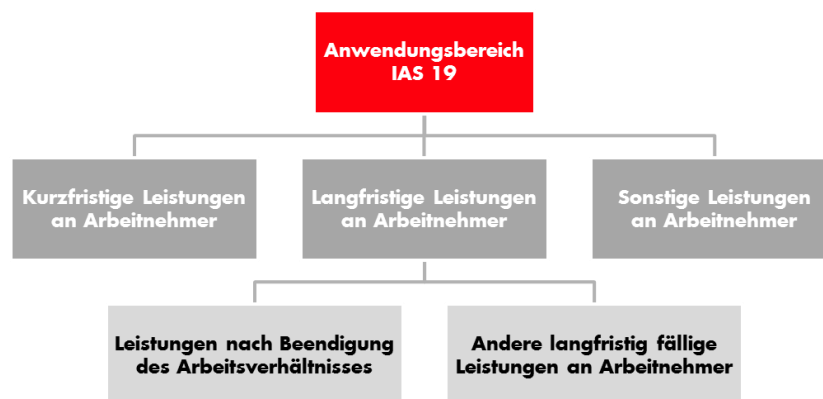 Anwendungsbereich
IAS 19
Kurzfristige Leistungen
an Arbeitnehmer
Langfristige Leistungen
an Arbeitnehmer
Sonstige Leistungen
an Arbeitnehmer
Leistungen nach Beendigung
des Arbeitsverhältnisses
Andere langfristig fällige
Leistungen an Arbeitnehmer